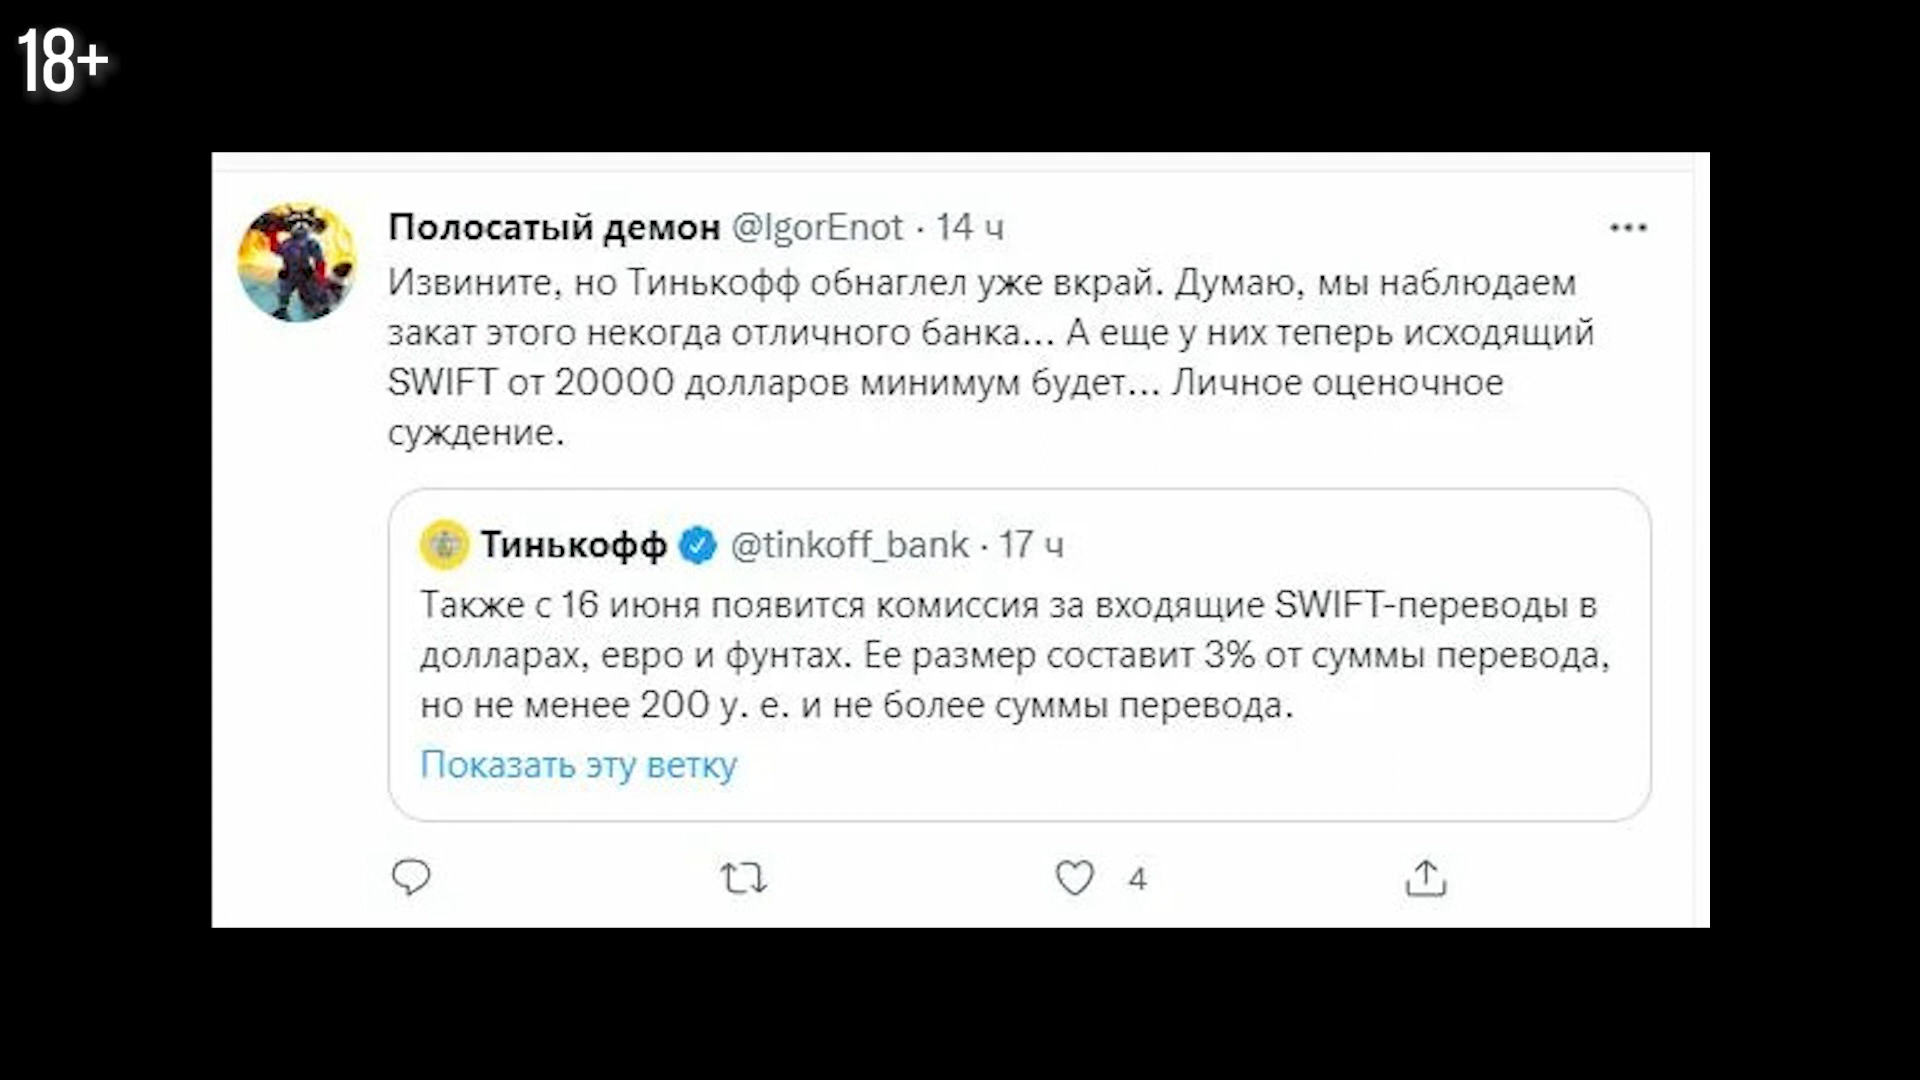 18+
Полосатый демон @IgorEnot · 14 ч
Извините, но Тинькофф обнаглел уже вкрай. Думаю, мы наблюдаем
закат этого некогда отличного банка... А еще у них теперь исходящий
SWIFT от 20000 долларов минимум будет... Личное оценочное
суждение.
Тинькофф @tinkoff_bank · 17 ч
Также с 16 июня появится комиссия за входящие SWIFT-переводы в
долларах, евро и фунтах. Ее размер составит 3% от суммы перевода,
но не менее 200 у. е. и не более суммы перевода.
Показать эту ветку
4